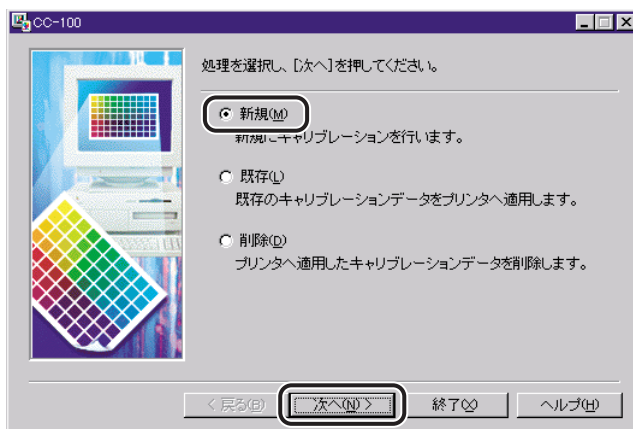 CC-100
処理を選択し、[次へ]を押してください。
新規(M)
新規にキャリブレーションを行います。
既存(L)
既存のキャリブレーションデータをプリンタへ適用します。
削除(D)
プリンタへ適用したキャリブレーションデータを削除します。
< 戻る(B) 次へ(N) > 終了(X) ヘルプ(H)